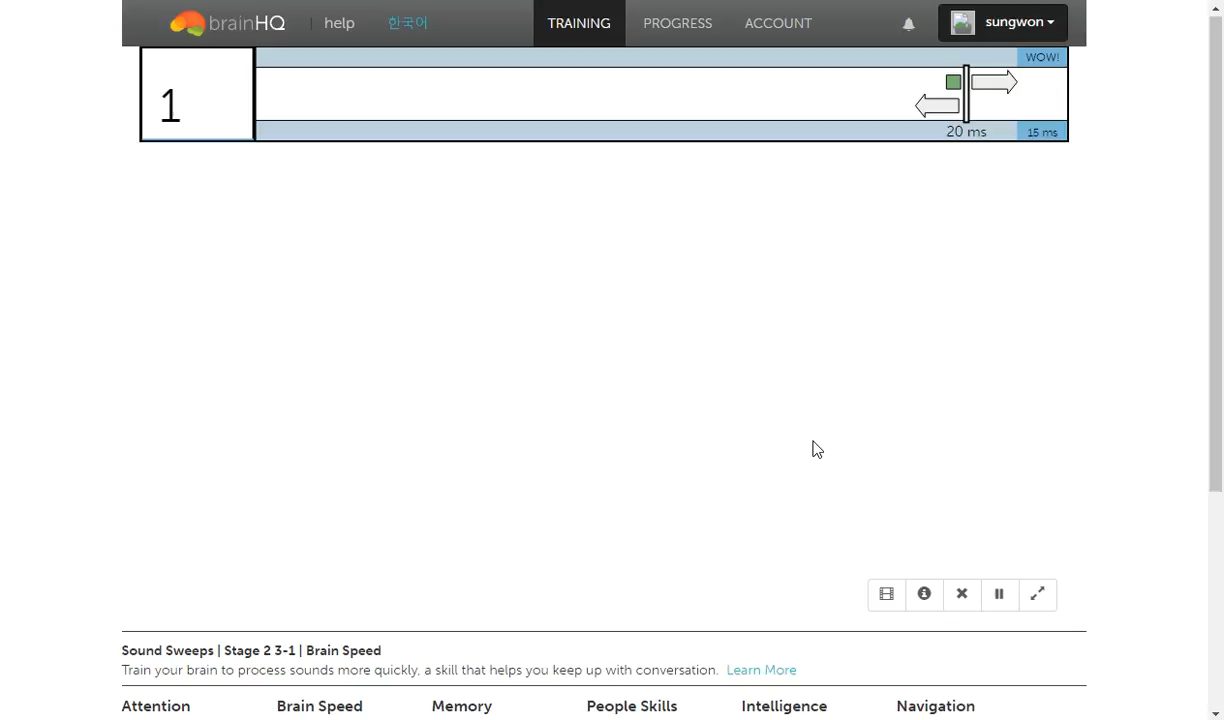 brainHQ help 한국어 TRAINING PROGRESS ACCOUNT sungwon
WOW!
1
20 ms 15 ms
Sound Sweeps | Stage 2 3-1 | Brain Speed
Train your brain to process sounds more quickly, a skill that helps you keep up with conversation. Learn More
Attention Brain Speed Memory People Skills Intelligence Navigation